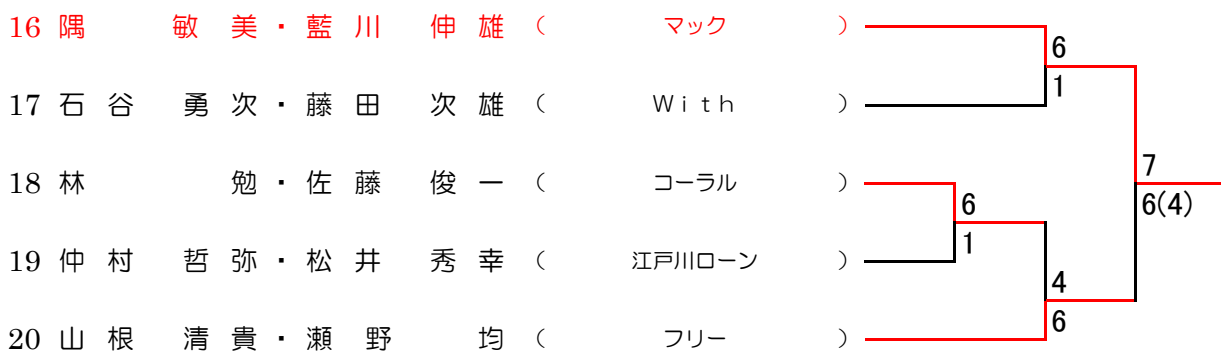 16 隅 敏美・藍川 伸雄 ( マック )
6
1
17 石谷 勇次・藤田 次雄 ( With )
7
18 林 勉・佐藤 俊一 ( コーラル )
6(4)
6
1
19 仲村 哲弥・松井 秀幸 ( 江戸川ローン )
4
6
20 山根 清貴・瀬野 均 ( フリー )